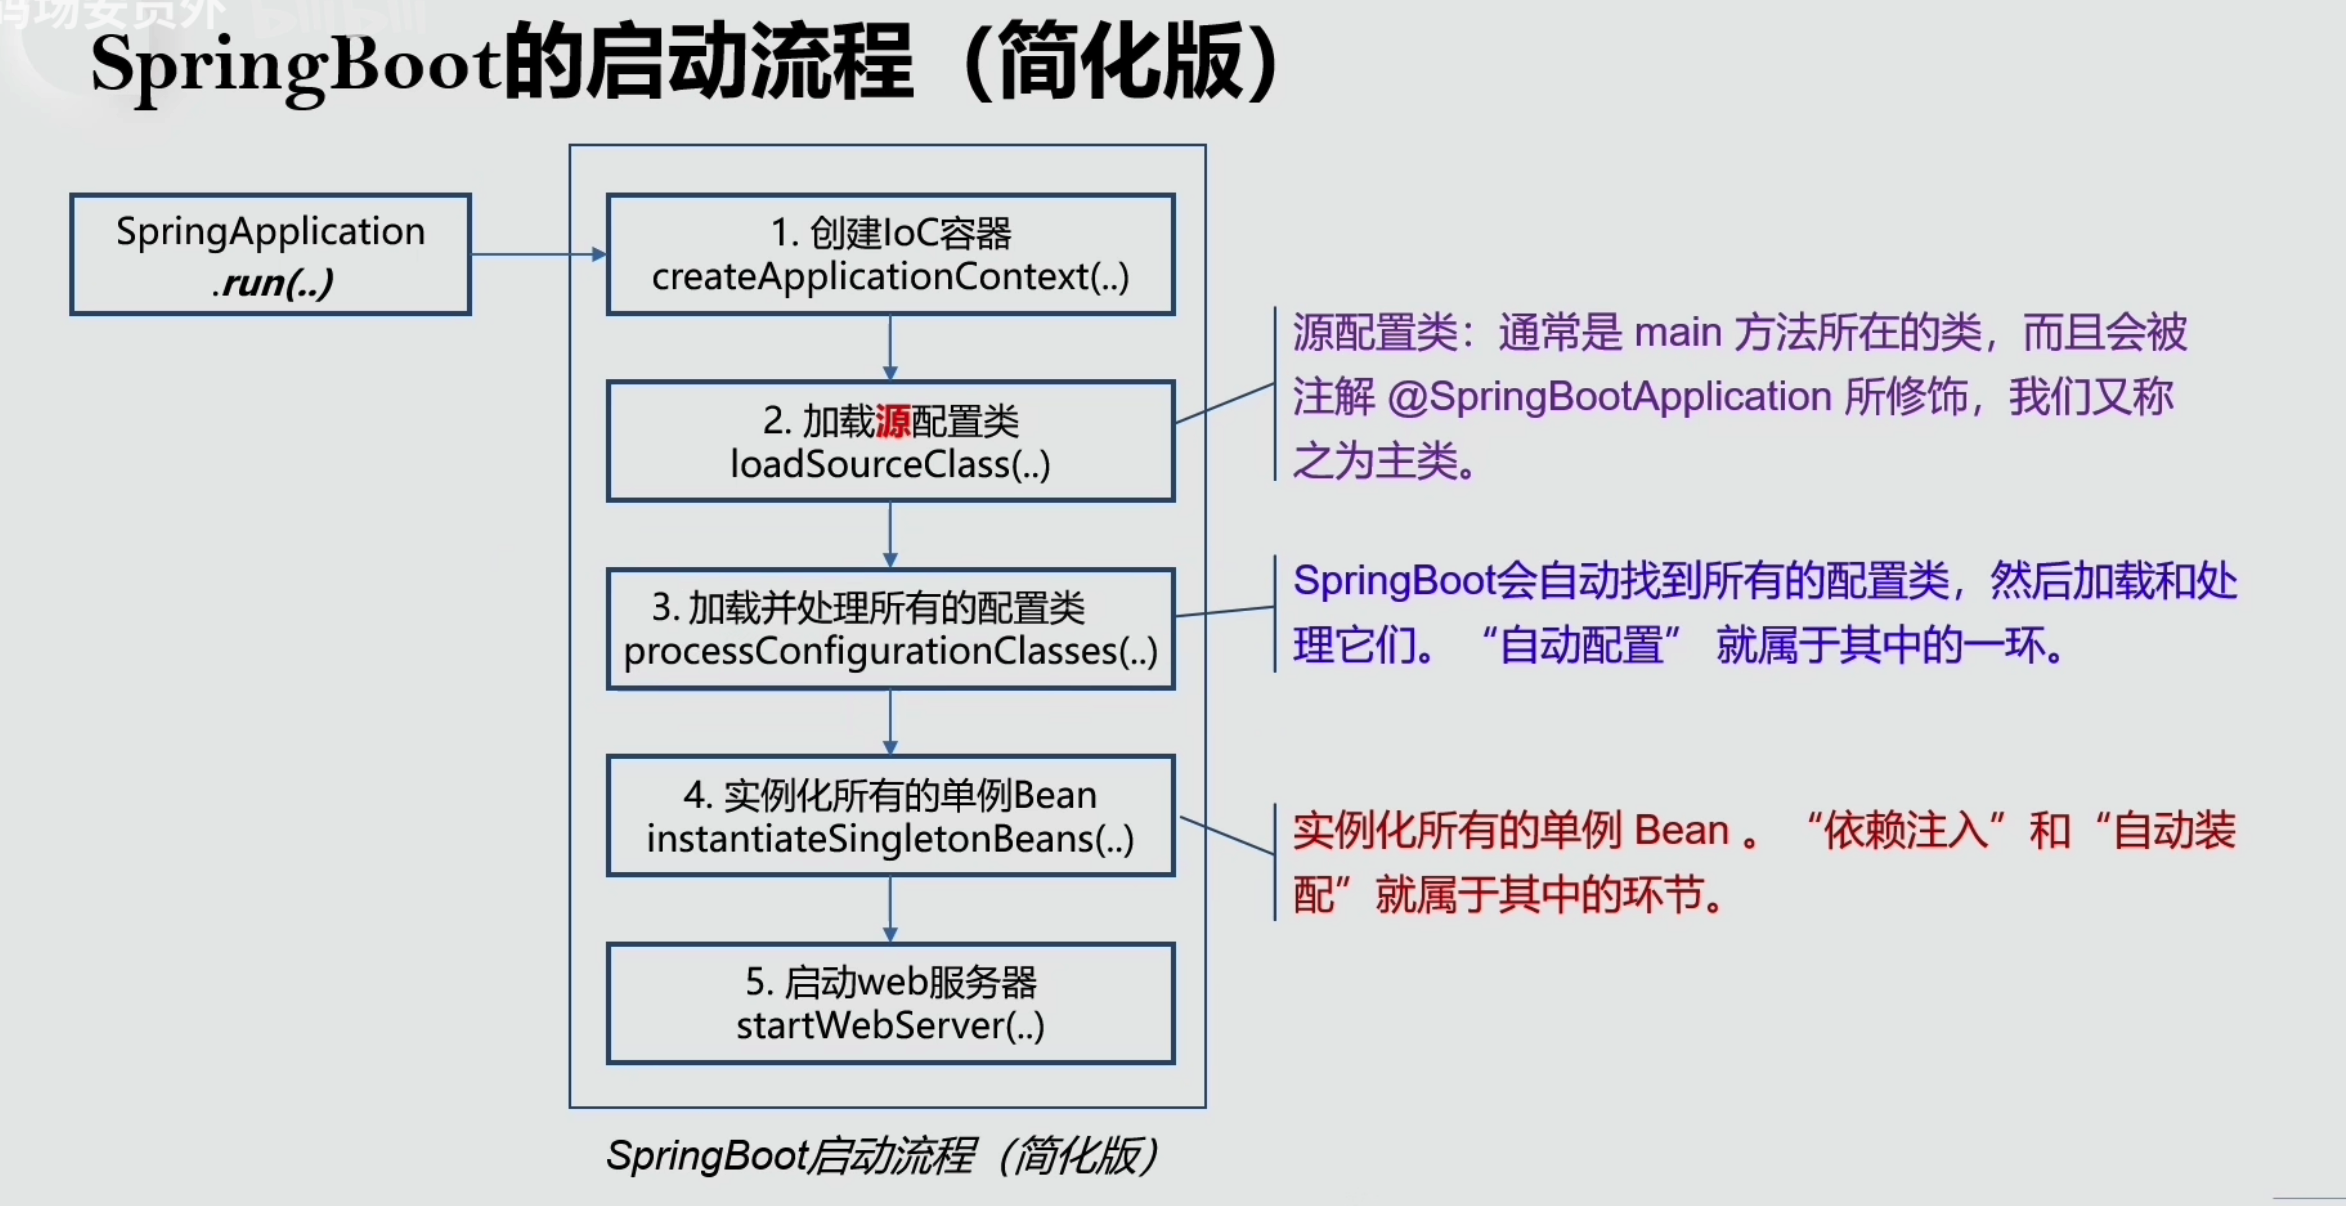 SpringBoot的启动流程（简化版）
SpringApplication
.run(..)
1. 创建IoC容器
createApplicationContext(..)
2. 加载源配置类
loadSourceClass(..)
源配置类：通常是 main 方法所在的类，而且会被
注解 @SpringBootApplication 所修饰，我们又称
之为主类。
3. 加载并处理所有的配置类
processConfigurationClasses(..)
SpringBoot会自动找到所有的配置类，然后加载和处
理它们。“自动配置” 就属于其中的一环。
4. 实例化所有的单例Bean
instantiateSingletonBeans(..)
实例化所有的单例 Bean 。“依赖注入”和“自动装
配”就属于其中的环节。
5. 启动web服务器
startWebServer(..)
SpringBoot启动流程（简化版）